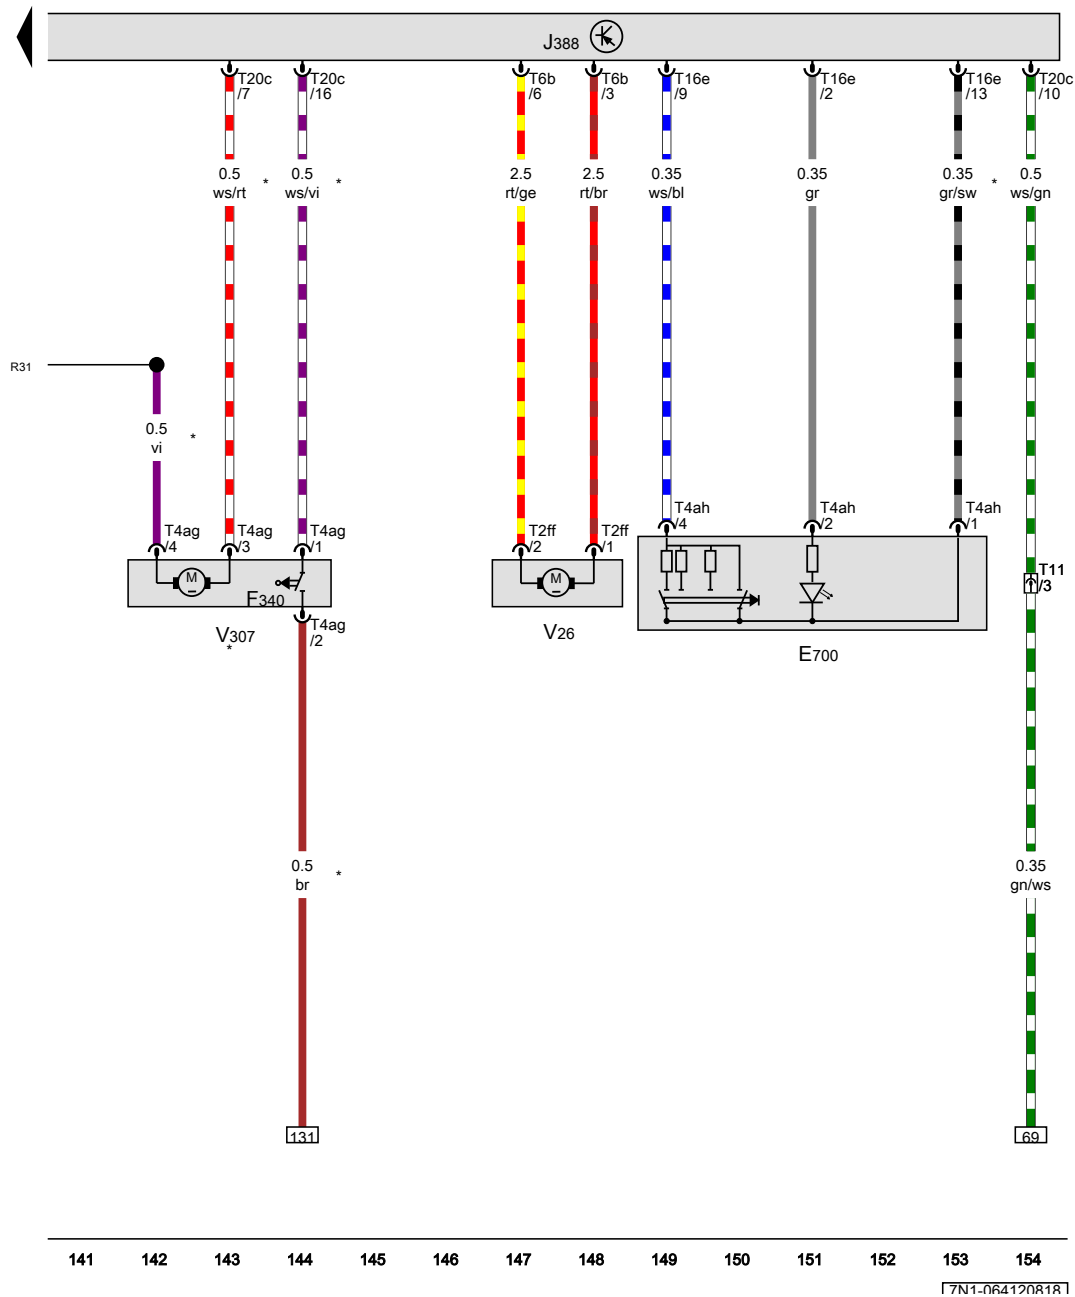 J388
T20c
/7
T20c
/16
T6b
/6
T6b
/3
T16e
/9
T16e
/2
T16e
/13
T20c
/10
0.5
ws/rt
*
0.5
ws/vi
*
2.5
rt/ge
2.5
rt/br
0.35
ws/bl
0.35
gr
0.35
gr/sw
*
0.5
ws/gn
R31
0.5
vi
*
T4ag
/4
T4ag
/3
T4ag
/1
T2ff
/2
T2ff
/1
T4ah
/4
T4ah
/2
T4ah
/1
M
F340
M
T11
/3
V307
*
T4ag
/2
V26
E700
0.5
br
*
0.35
gn/ws
131
69
141 142 143 144 145 146 147 148 149 150 151 152 153 154
7N1-064120818